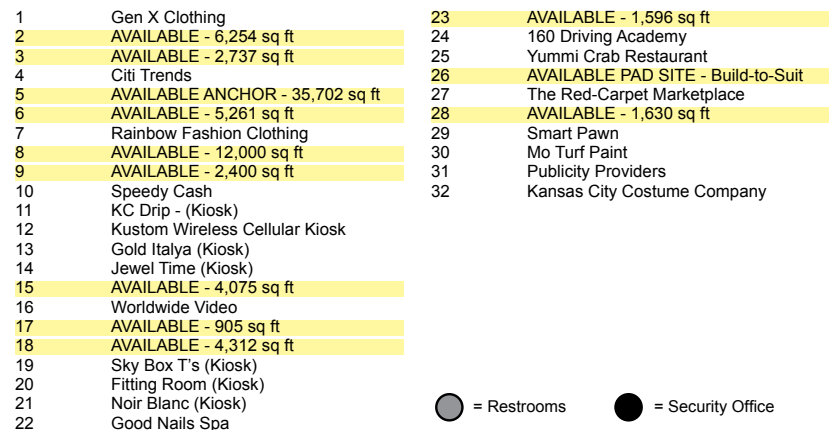 1 Gen X Clothing
2 AVAILABLE - 6,254 sq ft
3 AVAILABLE - 2,737 sq ft
4 Citi Trends
5 AVAILABLE ANCHOR - 35,702 sq ft
6 AVAILABLE - 5,261 sq ft
7 Rainbow Fashion Clothing
8 AVAILABLE - 12,000 sq ft
9 AVAILABLE - 2,400 sq ft
10 Speedy Cash
11 KC Drip - (Kiosk)
12 Kustom Wireless Cellular Kiosk
13 Gold Italya (Kiosk)
14 Jewel Time (Kiosk)
15 AVAILABLE - 4,075 sq ft
16 Worldwide Video
17 AVAILABLE - 905 sq ft
18 AVAILABLE - 4,312 sq ft
19 Sky Box T's (Kiosk)
20 Fitting Room (Kiosk)
21 Noir Blanc (Kiosk)
22 Good Nails Spa
23 AVAILABLE - 1,596 sq ft
24 160 Driving Academy
25 Yummi Crab Restaurant
26 AVAILABLE PAD SITE - Build-to-Suit
27 The Red-Carpet Marketplace
28 AVAILABLE - 1,630 sq ft
29 Smart Pawn
30 Mo Turf Paint
31 Publicity Providers
32 Kansas City Costume Company
= Restrooms
= Security Office